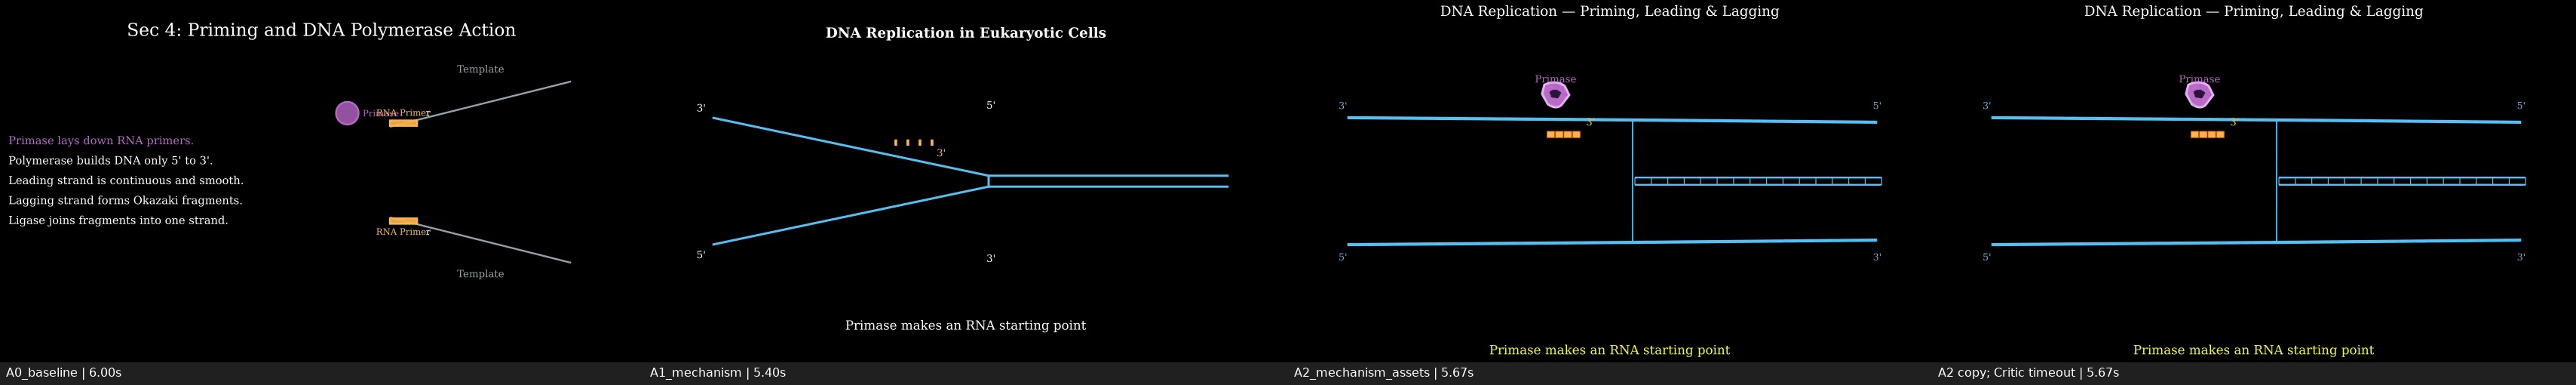 Sec 4: Priming and DNA Polymerase Action
Template
RNA Primer
Primase lays down RNA primers.
Polymerase builds DNA only 5' to 3'.
Leading strand is continuous and smooth.
Lagging strand forms Okazaki fragments.
Ligase joins fragments into one strand.
RNA Primer
Template
A0_baseline | 6.00s
DNA Replication in Eukaryotic Cells
3'
5'
3'
5'
3'
Primase makes an RNA starting point
A1_mechanism | 5.40s
DNA Replication — Priming, Leading & Lagging
Primase
3'
5'
3'
5'
3'
Primase makes an RNA starting point
A2_mechanism_assets | 5.67s
DNA Replication — Priming, Leading & Lagging
Primase
3'
5'
3'
5'
3'
Primase makes an RNA starting point
A2 copy; Critic timeout | 5.67s